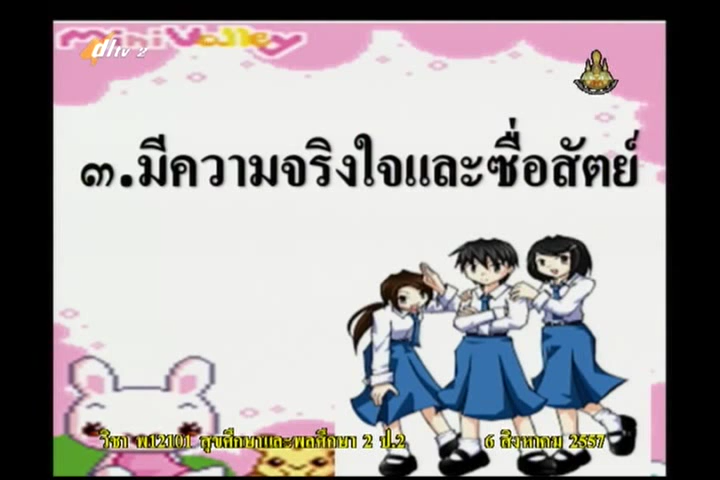 Mini Valley
dltv 2
๓.มีความจริงใจและซื่อสัตย์
วิชา พ12101 สุขศึกษาและพลศึกษา 2 ป.2
6 สิงหาคม 2557